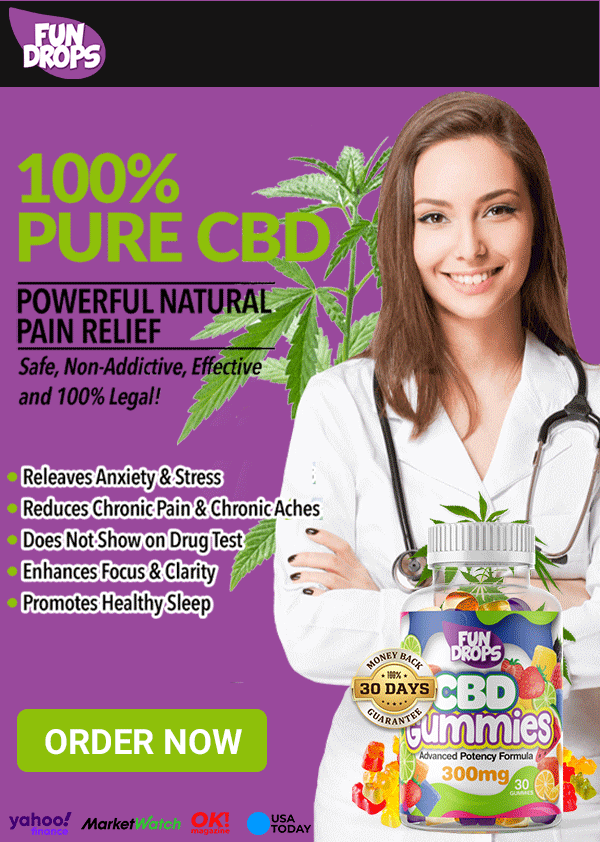 FUN
DROPS
100%
PURE CBD
POWERFUL NATURAL
PAIN RELIEF
Safe, Non-Addictive, Effective
and 100% Legal!
Releaves Anxiety & Stress
Reduces Chronic Pain & Chronic Aches
Does Not Show on Drug Test
Enhances Focus & Clarity
Promotes Healthy Sleep
FUN
DROPS
CBD
Gummies
Advanced Potency Formula
300mg
30
GUMMIES
MONEY BACK
100%
30 DAYS
GUARANTEE
ORDER NOW
yahoo!
finance
MarketWatch
OK!
magazine
USA
TODAY